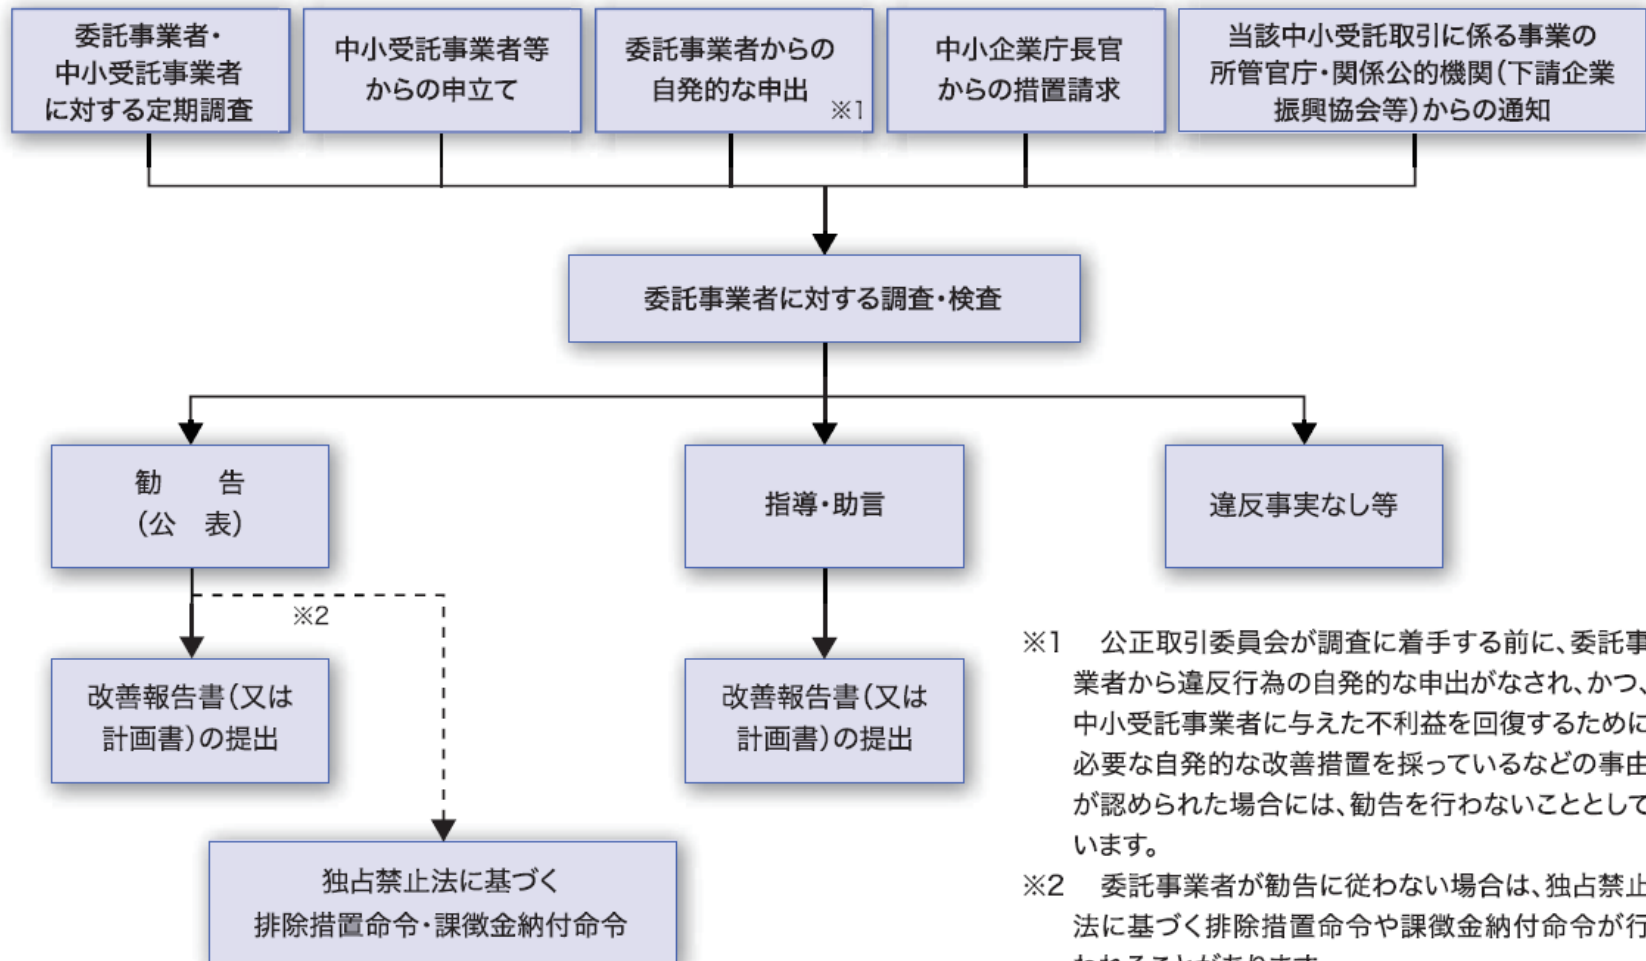 委託事業者・
中小受託事業者
に対する定期調査
中小受託事業者等
からの申立て
委託事業者からの
自発的な申出
※1
中小企業庁長官
からの措置請求
当該中小受託取引に係る事業の
所管官庁・関係公的機関(下請企業
振興協会等)からの通知
委託事業者に対する調査・検査
勧　告
(公　表)
指導・助言
違反事実なし等
※2
改善報告書(又は
計画書)の提出
改善報告書(又は
計画書)の提出
独占禁止法に基づく
排除措置命令・課徴金納付命令
※1　公正取引委員会が調査に着手する前に、委託事
業者から違反行為の自発的な申出がなされ、かつ、
中小受託事業者に与えた不利益を回復するために
必要な自発的な改善措置を採っているなどの事由
が認められた場合には、勧告を行わないこととして
います。
※2　委託事業者が勧告に従わない場合は、独占禁止
法に基づく排除措置命令や課徴金納付命令が行
われることがあります。